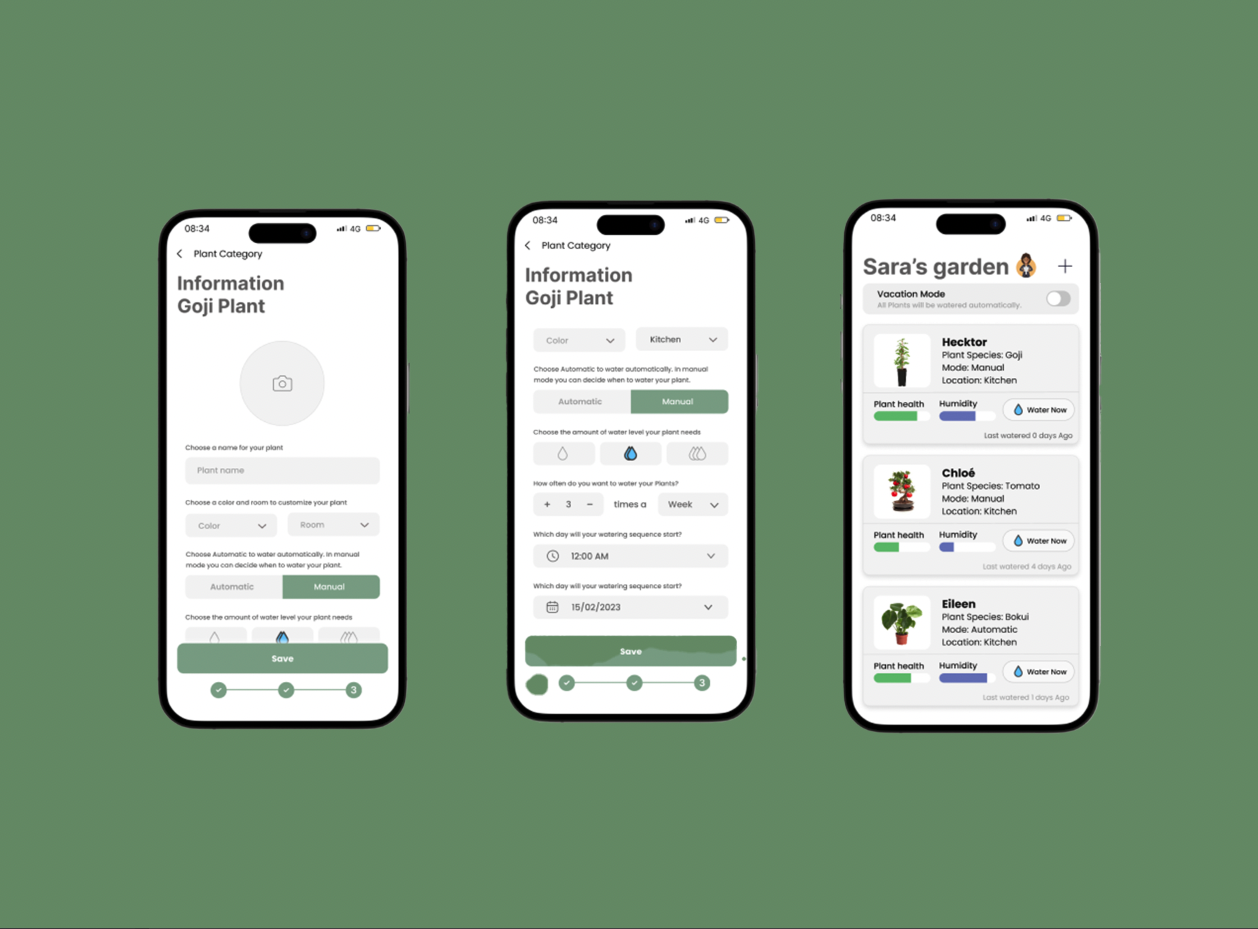 08:34
4G
Plant Category
Information
Goji Plant
Choose a name for your plant
Plant name
Choose a color and room to customize your plant
Color
Room
Choose Automatic to water automatically. In manual
mode you can decide when to water your plant.
Automatic
Manual
Choose the amount of water level your plant needs
Save
3
08:34
4G
Plant Category
Information
Goji Plant
Color
Kitchen
Choose Automatic to water automatically. In manual
mode you can decide when to water your plant.
Automatic
Manual
Choose the amount of water level your plant needs
How often do you want to water your Plants?
+ 3 − times a Week
Which day will your watering sequence start?
12:00 AM
Which day will your watering sequence start?
15/02/2023
Save
3
08:34
4G
Sara’s garden +
Vacation Mode
All Plants will be watered automatically.
Hecktor
Plant Species: Goji
Mode: Manual
Location: Kitchen
Plant health
Humidity
Water Now
Last watered 0 days Ago
Chloé
Plant Species: Tomato
Mode: Manual
Location: Kitchen
Plant health
Humidity
Water Now
Last watered 4 days Ago
Eileen
Plant Species: Bokui
Mode: Automatic
Location: Kitchen
Plant health
Humidity
Water Now
Last watered 1 days Ago